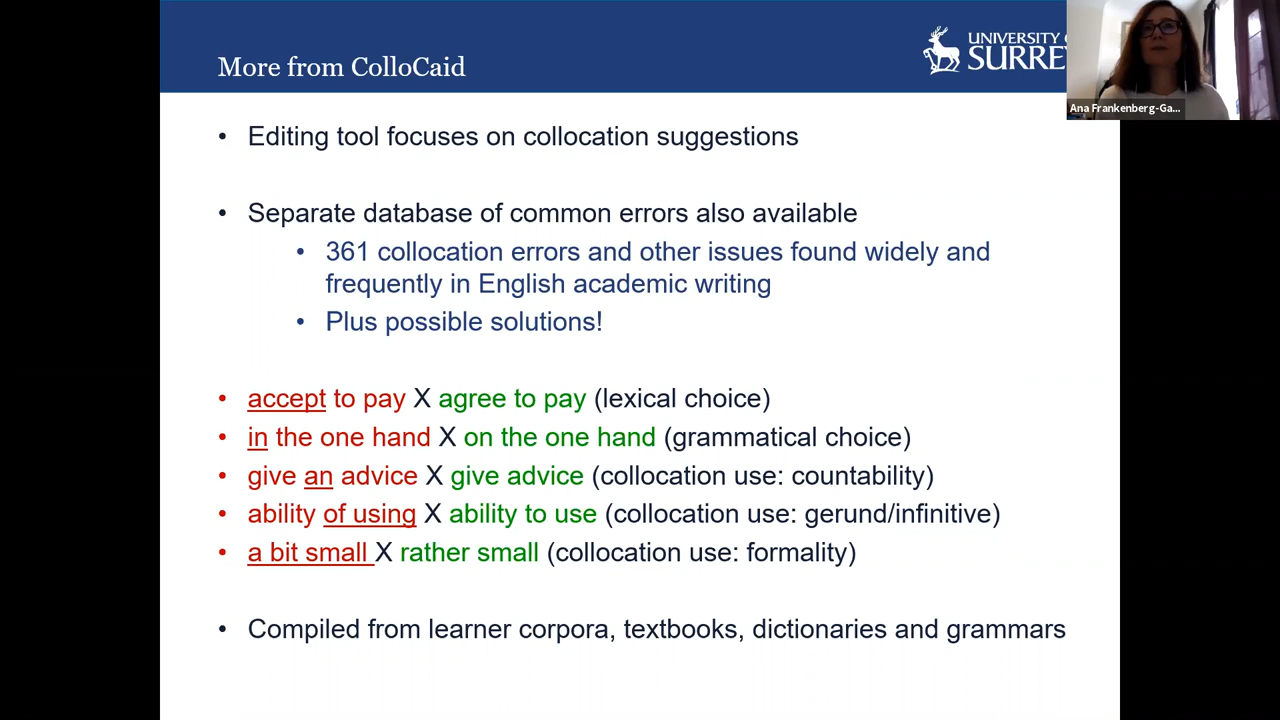 More from ColloCaid
UNIVERSITY O
SURRE
Ana Frankenberg-Ga...
• Editing tool focuses on collocation suggestions
• Separate database of common errors also available
• 361 collocation errors and other issues found widely and
frequently in English academic writing
• Plus possible solutions!
• accept to pay X agree to pay (lexical choice)
• in the one hand X on the one hand (grammatical choice)
• give an advice X give advice (collocation use: countability)
• ability of using X ability to use (collocation use: gerund/infinitive)
• a bit small X rather small (collocation use: formality)
• Compiled from learner corpora, textbooks, dictionaries and grammars